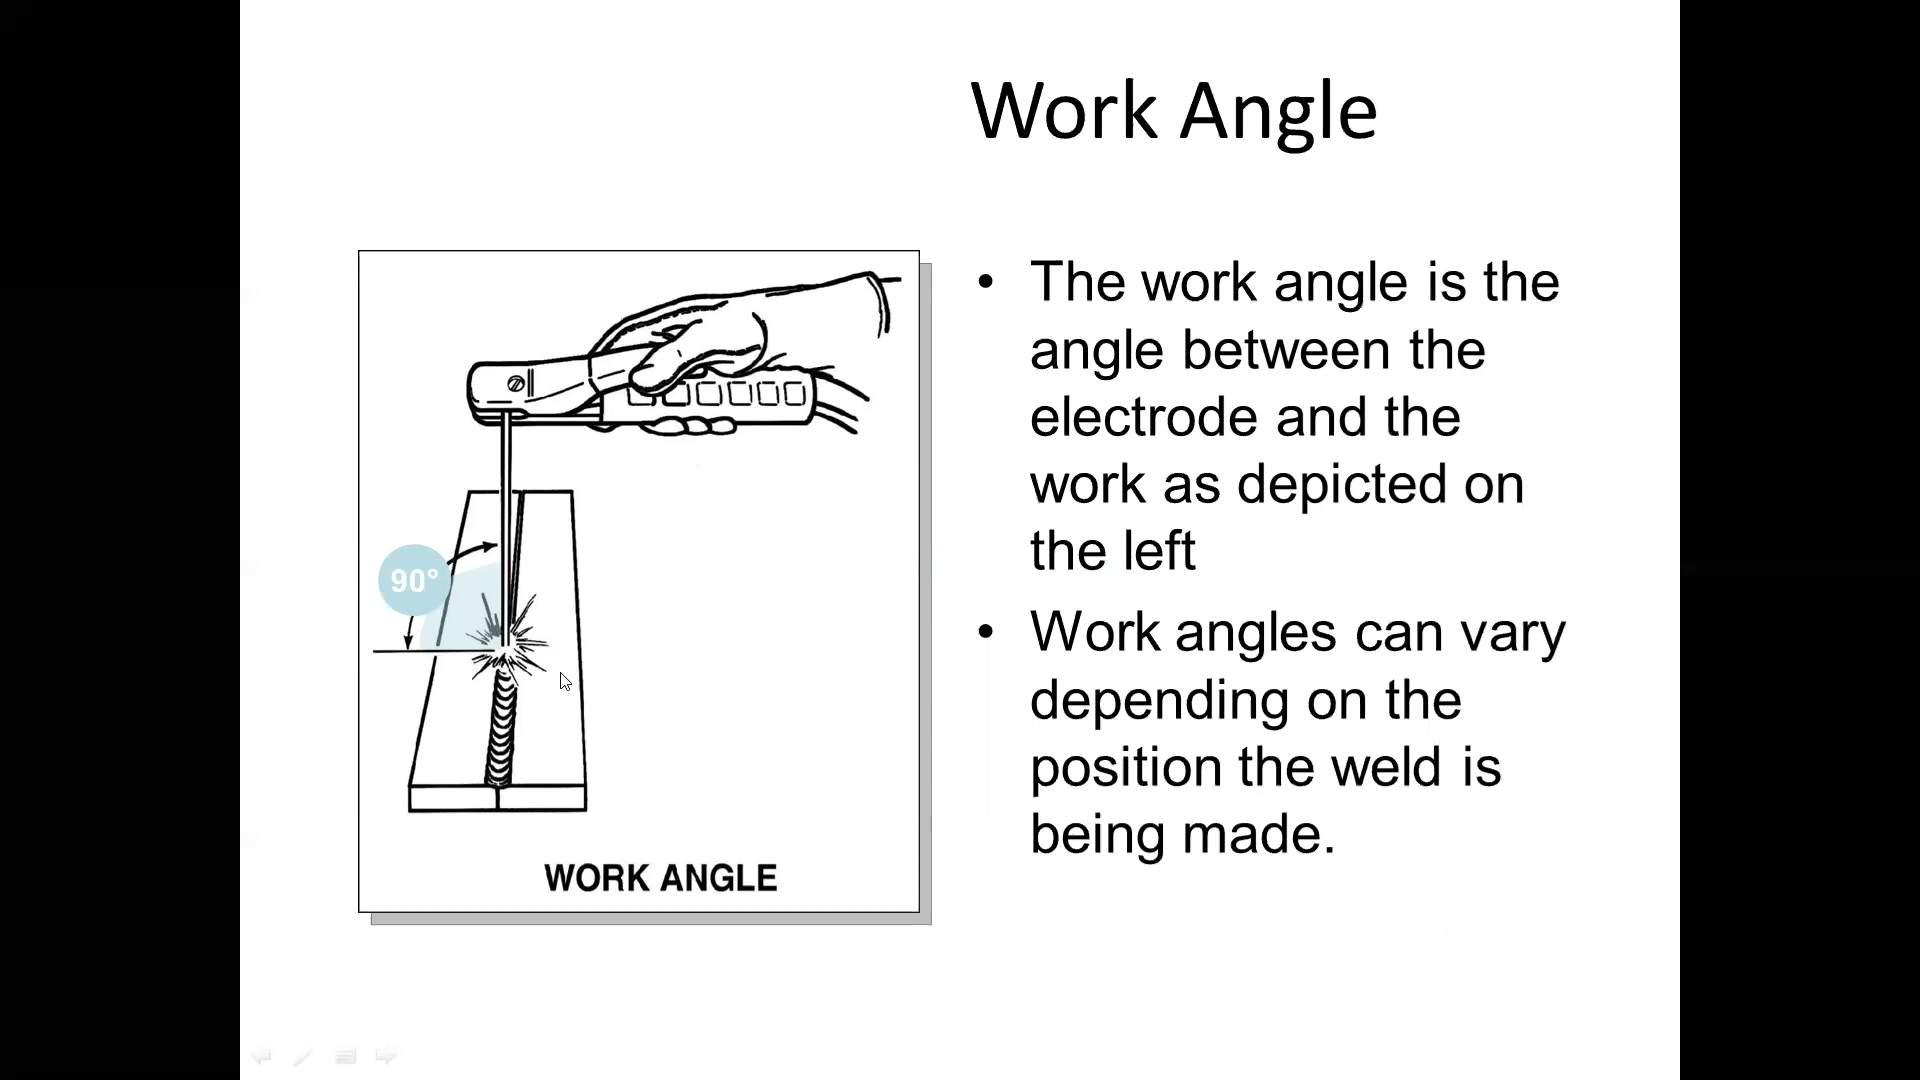 Work Angle
• The work angle is the
angle between the
electrode and the
work as depicted on
the left
• Work angles can vary
depending on the
position the weld is
being made.
90°
WORK ANGLE